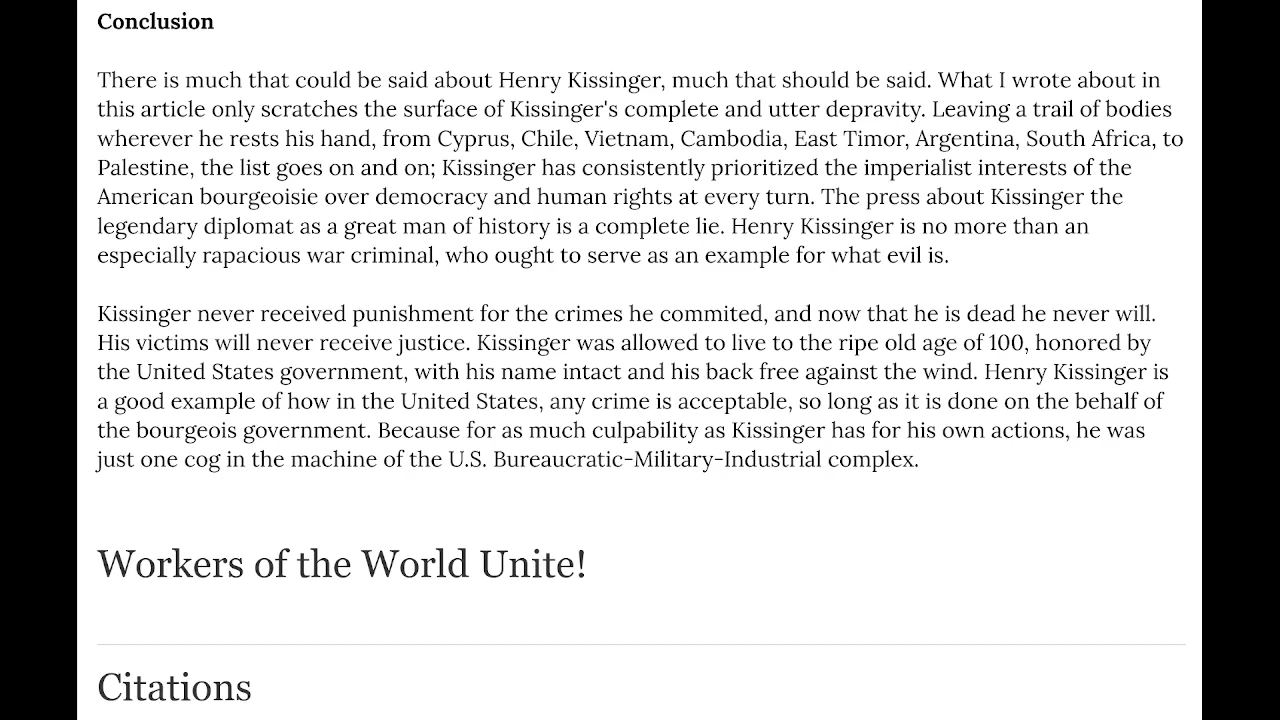 Conclusion
There is much that could be said about Henry Kissinger, much that should be said. What I wrote about in
this article only scratches the surface of Kissinger's complete and utter depravity. Leaving a trail of bodies
wherever he rests his hand, from Cyprus, Chile, Vietnam, Cambodia, East Timor, Argentina, South Africa, to
Palestine, the list goes on and on; Kissinger has consistently prioritized the imperialist interests of the
American bourgeoisie over democracy and human rights at every turn. The press about Kissinger the
legendary diplomat as a great man of history is a complete lie. Henry Kissinger is no more than an
especially rapacious war criminal, who ought to serve as an example for what evil is.
Kissinger never received punishment for the crimes he commited, and now that he is dead he never will.
His victims will never receive justice. Kissinger was allowed to live to the ripe old age of 100, honored by
the United States government, with his name intact and his back free against the wind. Henry Kissinger is
a good example of how in the United States, any crime is acceptable, so long as it is done on the behalf of
the bourgeois government. Because for as much culpability as Kissinger has for his own actions, he was
just one cog in the machine of the U.S. Bureaucratic-Military-Industrial complex.
Workers of the World Unite!
Citations